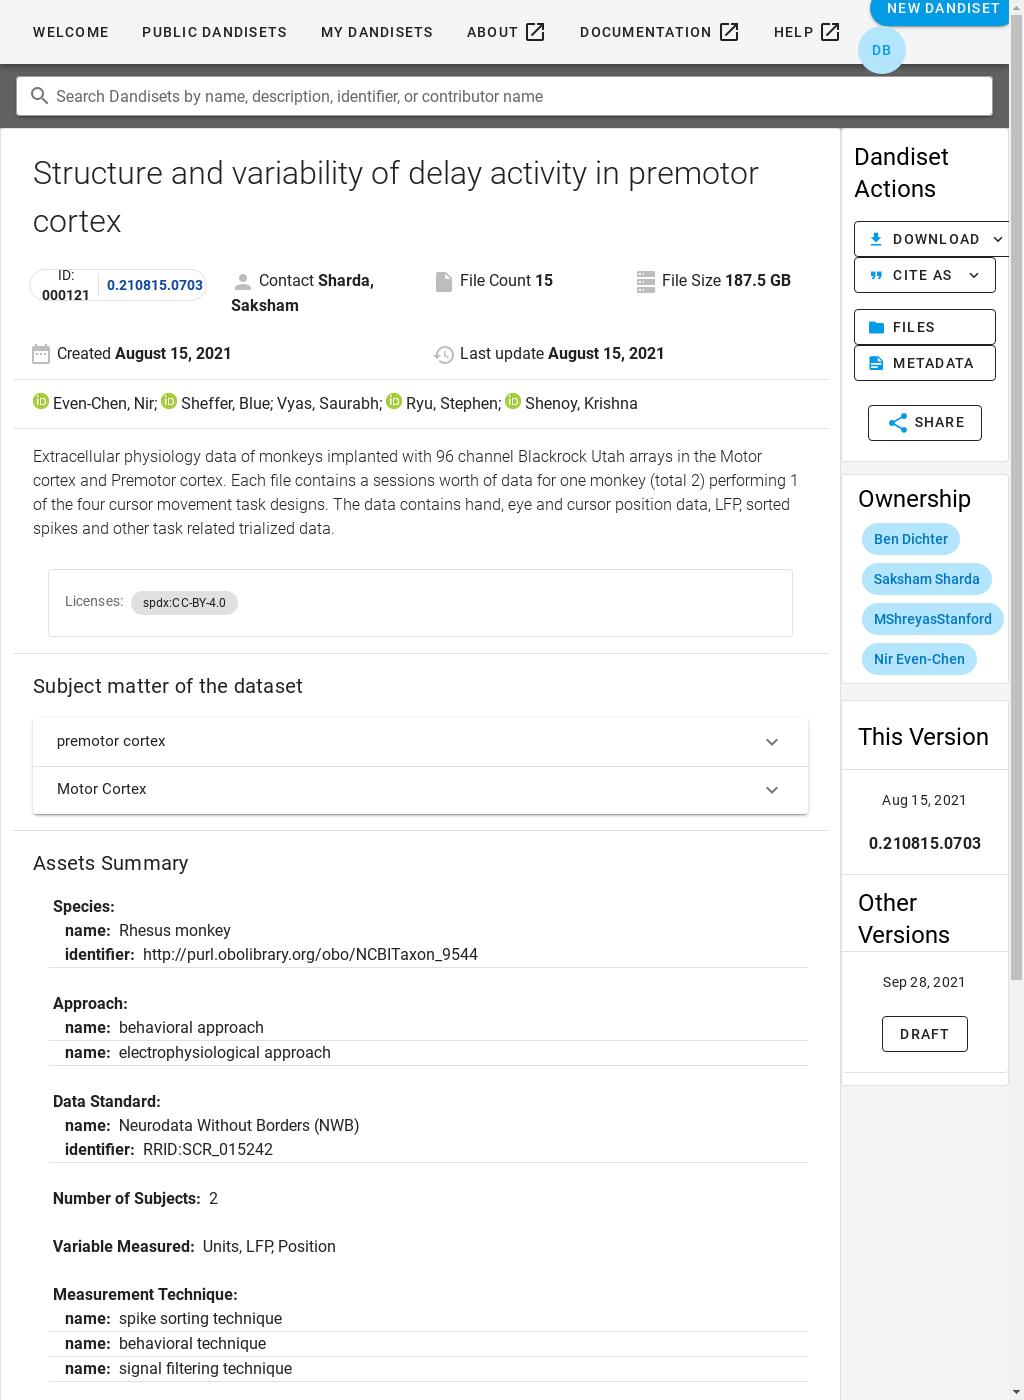 WELCOME PUBLIC DANDISETS MY DANDISETS ABOUT DOCUMENTATION HELP NEW DANDISET
DB
Search Dandisets by name, description, identifier, or contributor name
Structure and variability of delay activity in premotor
cortex
ID:
000121
0.210815.0703
Contact Sharda,
Saksham
File Count 15
File Size 187.5 GB
Created August 15, 2021
Last update August 15, 2021
Even-Chen, Nir; Sheffer, Blue; Vyas, Saurabh; Ryu, Stephen; Shenoy, Krishna
Extracellular physiology data of monkeys implanted with 96 channel Blackrock Utah arrays in the Motor
cortex and Premotor cortex. Each file contains a sessions worth of data for one monkey (total 2) performing 1
of the four cursor movement task designs. The data contains hand, eye and cursor position data, LFP, sorted
spikes and other task related trialized data.
Licenses: spdx:CC-BY-4.0
Subject matter of the dataset
premotor cortex
Motor Cortex
Assets Summary
Species:
name: Rhesus monkey
identifier: http://purl.obolibrary.org/obo/NCBITaxon_9544
Approach:
name: behavioral approach
name: electrophysiological approach
Data Standard:
name: Neurodata Without Borders (NWB)
identifier: RRID:SCR_015242
Number of Subjects: 2
Variable Measured: Units, LFP, Position
Measurement Technique:
name: spike sorting technique
name: behavioral technique
name: signal filtering technique
Dandiset
Actions
DOWNLOAD
CITE AS
FILES
METADATA
SHARE
Ownership
Ben Dichter
Saksham Sharda
MShreyasStanford
Nir Even-Chen
This Version
Aug 15, 2021
0.210815.0703
Other
Versions
Sep 28, 2021
DRAFT